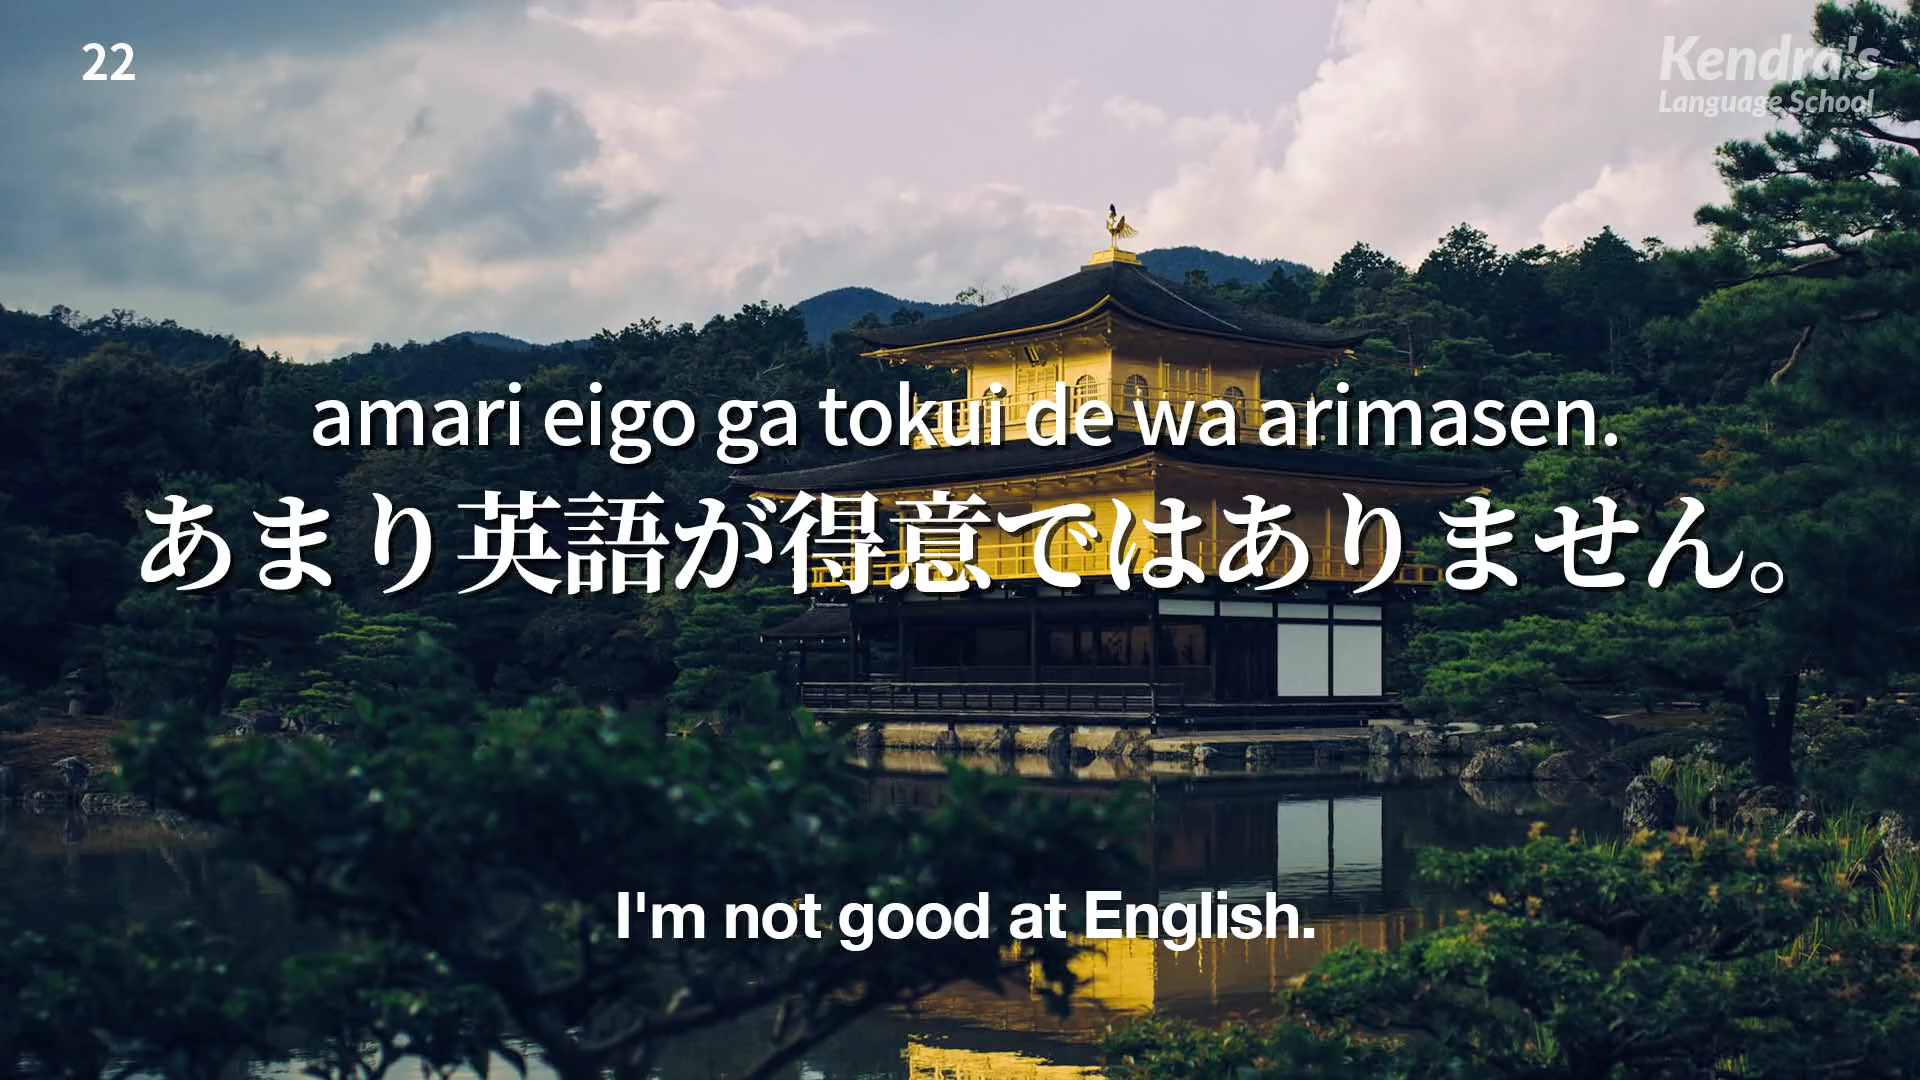 22
Kendra's
Language School
amari eigo ga tokui de wa arimasen.
あまり英語が得意ではありません。
I'm not good at English.